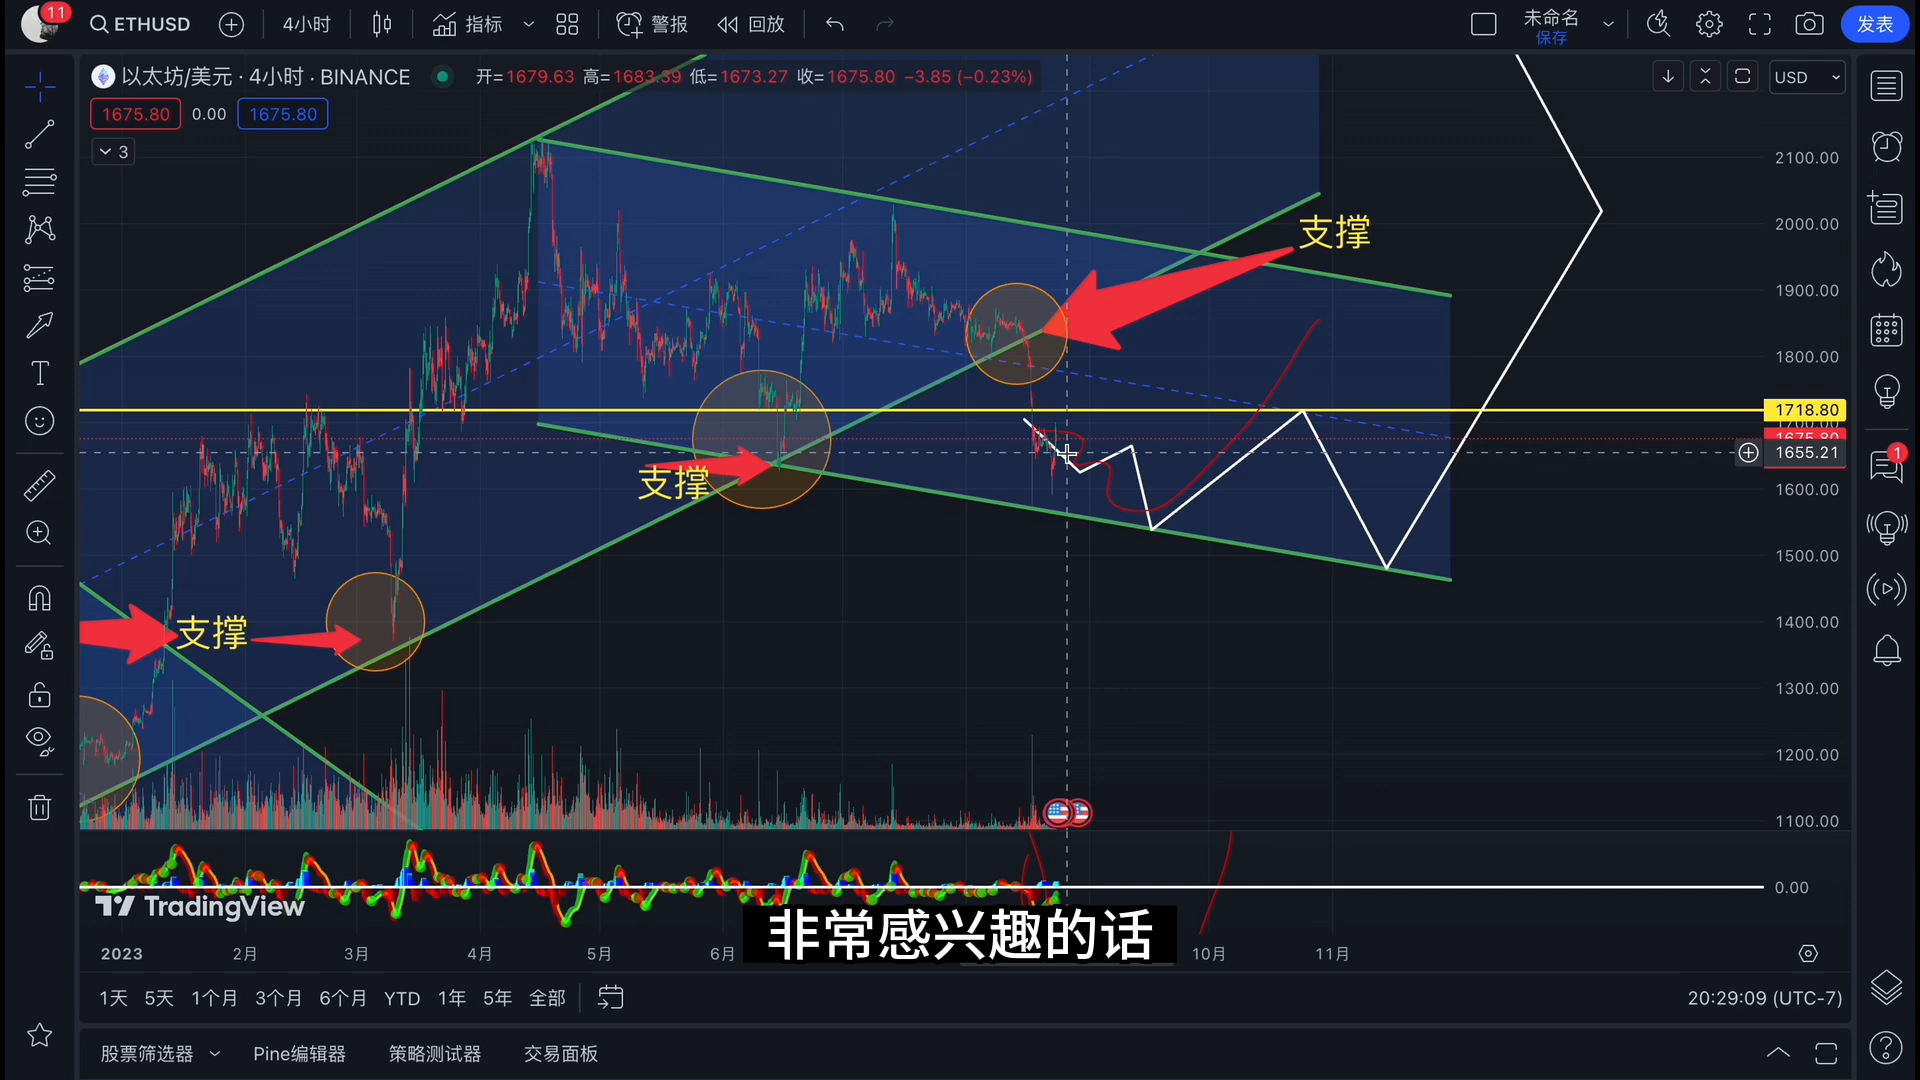 11
ETHUSD
4小时
指标
警报
回放
未命名
保存
发表
以太坊/美元 · 4小时 · BINANCE
开=1679.63 高=1683.39 低=1673.27 收=1675.80 −3.85 (−0.23%)
USD
1675.80
0.00
1675.80
3
2100.00
2000.00
1900.00
1800.00
1718.80
1700.00
1675.80
1655.21
1600.00
1500.00
1400.00
1300.00
1200.00
1100.00
0.00
支撑
支撑
支撑
1
TradingView
非常感兴趣的话
2023
2月
3月
4月
5月
6月
10月
11月
1天
5天
1个月
3个月
6个月
YTD
1年
5年
全部
20:29:09 (UTC-7)
股票筛选器
Pine编辑器
策略测试器
交易面板